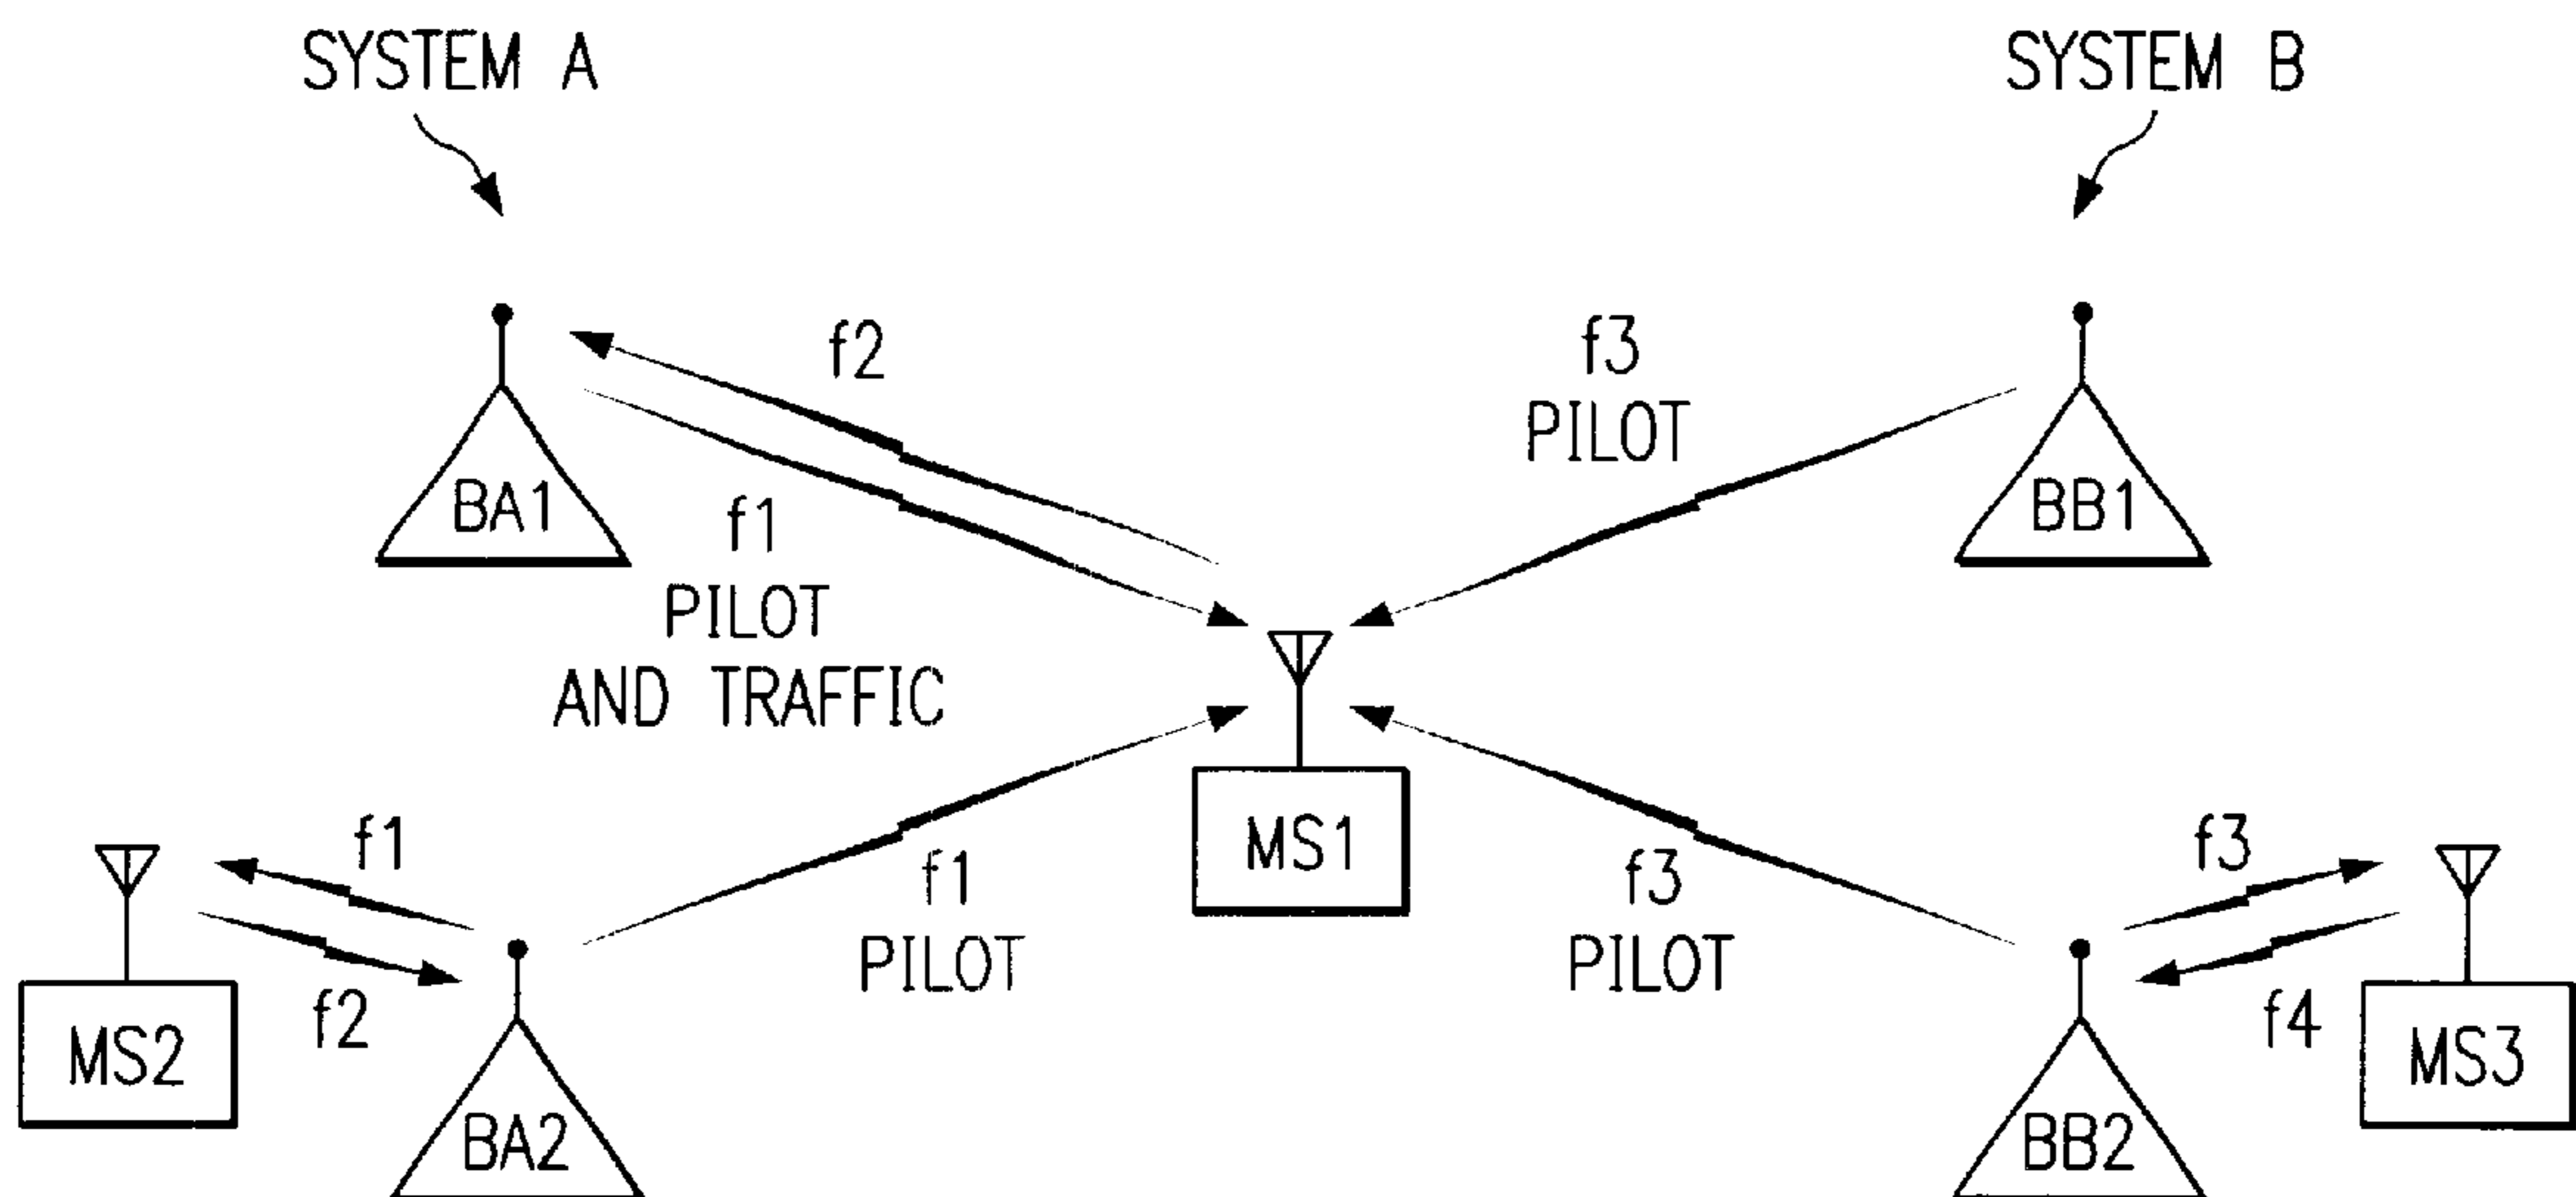 SYSTEM A
SYSTEM B
f2
f3
PILOT
BA1
BB1
f1
PILOT
AND TRAFFIC
MS1
f1
f1
PILOT
f3
PILOT
f3
MS2
f2
BA2
BB2
f4
MS3